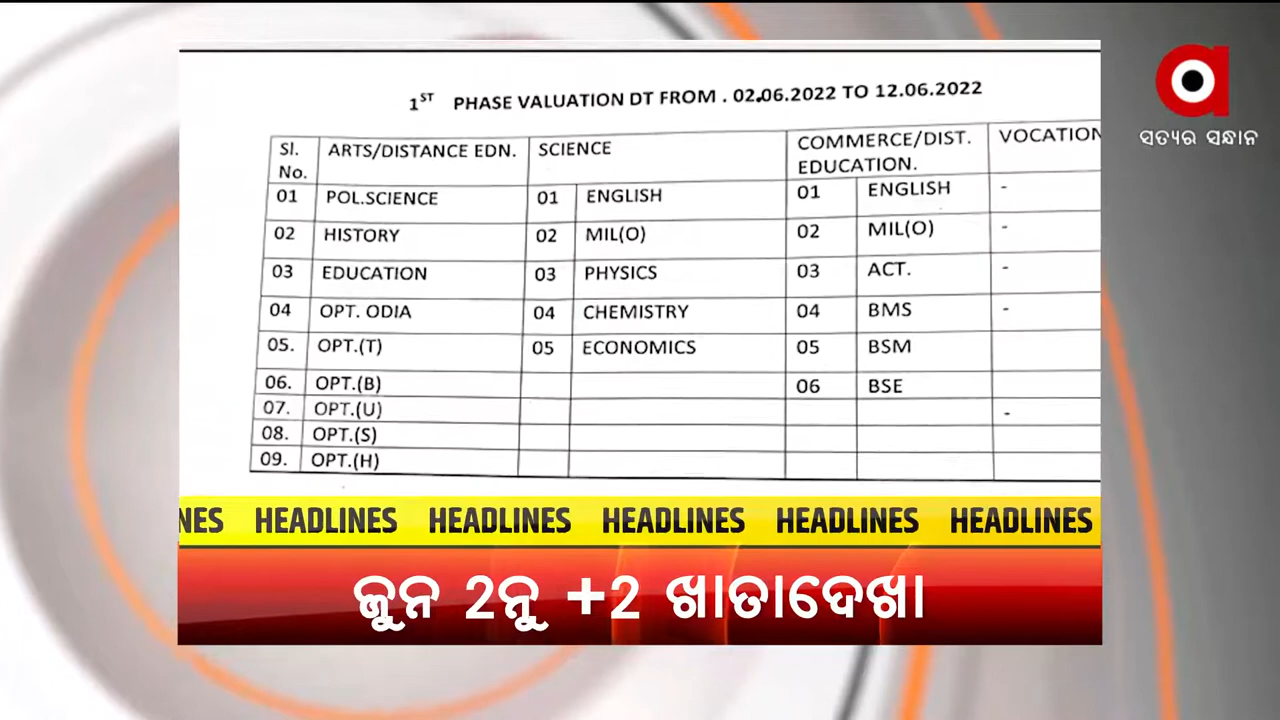 ସତ୍ୟର ସନ୍ଧାନ
1ST PHASE VALUATION DT FROM . 02.06.2022 TO 12.06.2022
Sl. No. ARTS/DISTANCE EDN. SCIENCE COMMERCE/DIST. EDUCATION. VOCATION
01 POL.SCIENCE 01 ENGLISH 01 ENGLISH -
02 HISTORY 02 MIL(O) 02 MIL(O) -
03 EDUCATION 03 PHYSICS 03 ACT. -
04 OPT. ODIA 04 CHEMISTRY 04 BMS -
05. OPT.(T) 05 ECONOMICS 05 BSM
06. OPT.(B) 06 BSE
07. OPT.(U) -
08. OPT.(S)
09. OPT.(H)
NES HEADLINES HEADLINES HEADLINES HEADLINES HEADLINES
ଜୁନ 2ନୁ +2 ଖାତାଦେଖା